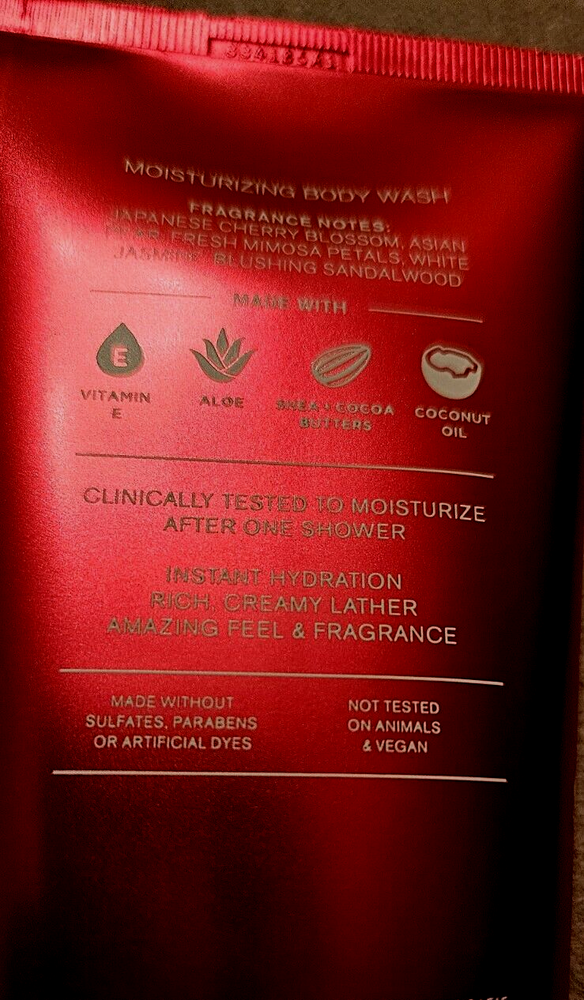 MOISTURIZING BODY WASH
FRAGRANCE NOTES:
JAPANESE CHERRY BLOSSOM, ASIAN
PEAR, FRESH MIMOSA PETALS, WHITE
JASMINE, BLUSHING SANDALWOOD
MADE WITH
E
VITAMIN
E
ALOE
SHEA + COCOA
BUTTERS
COCONUT
OIL
CLINICALLY TESTED TO MOISTURIZE
AFTER ONE SHOWER
INSTANT HYDRATION
RICH, CREAMY LATHER
AMAZING FEEL & FRAGRANCE
MADE WITHOUT
SULFATES, PARABENS
OR ARTIFICIAL DYES
NOT TESTED
ON ANIMALS
& VEGAN